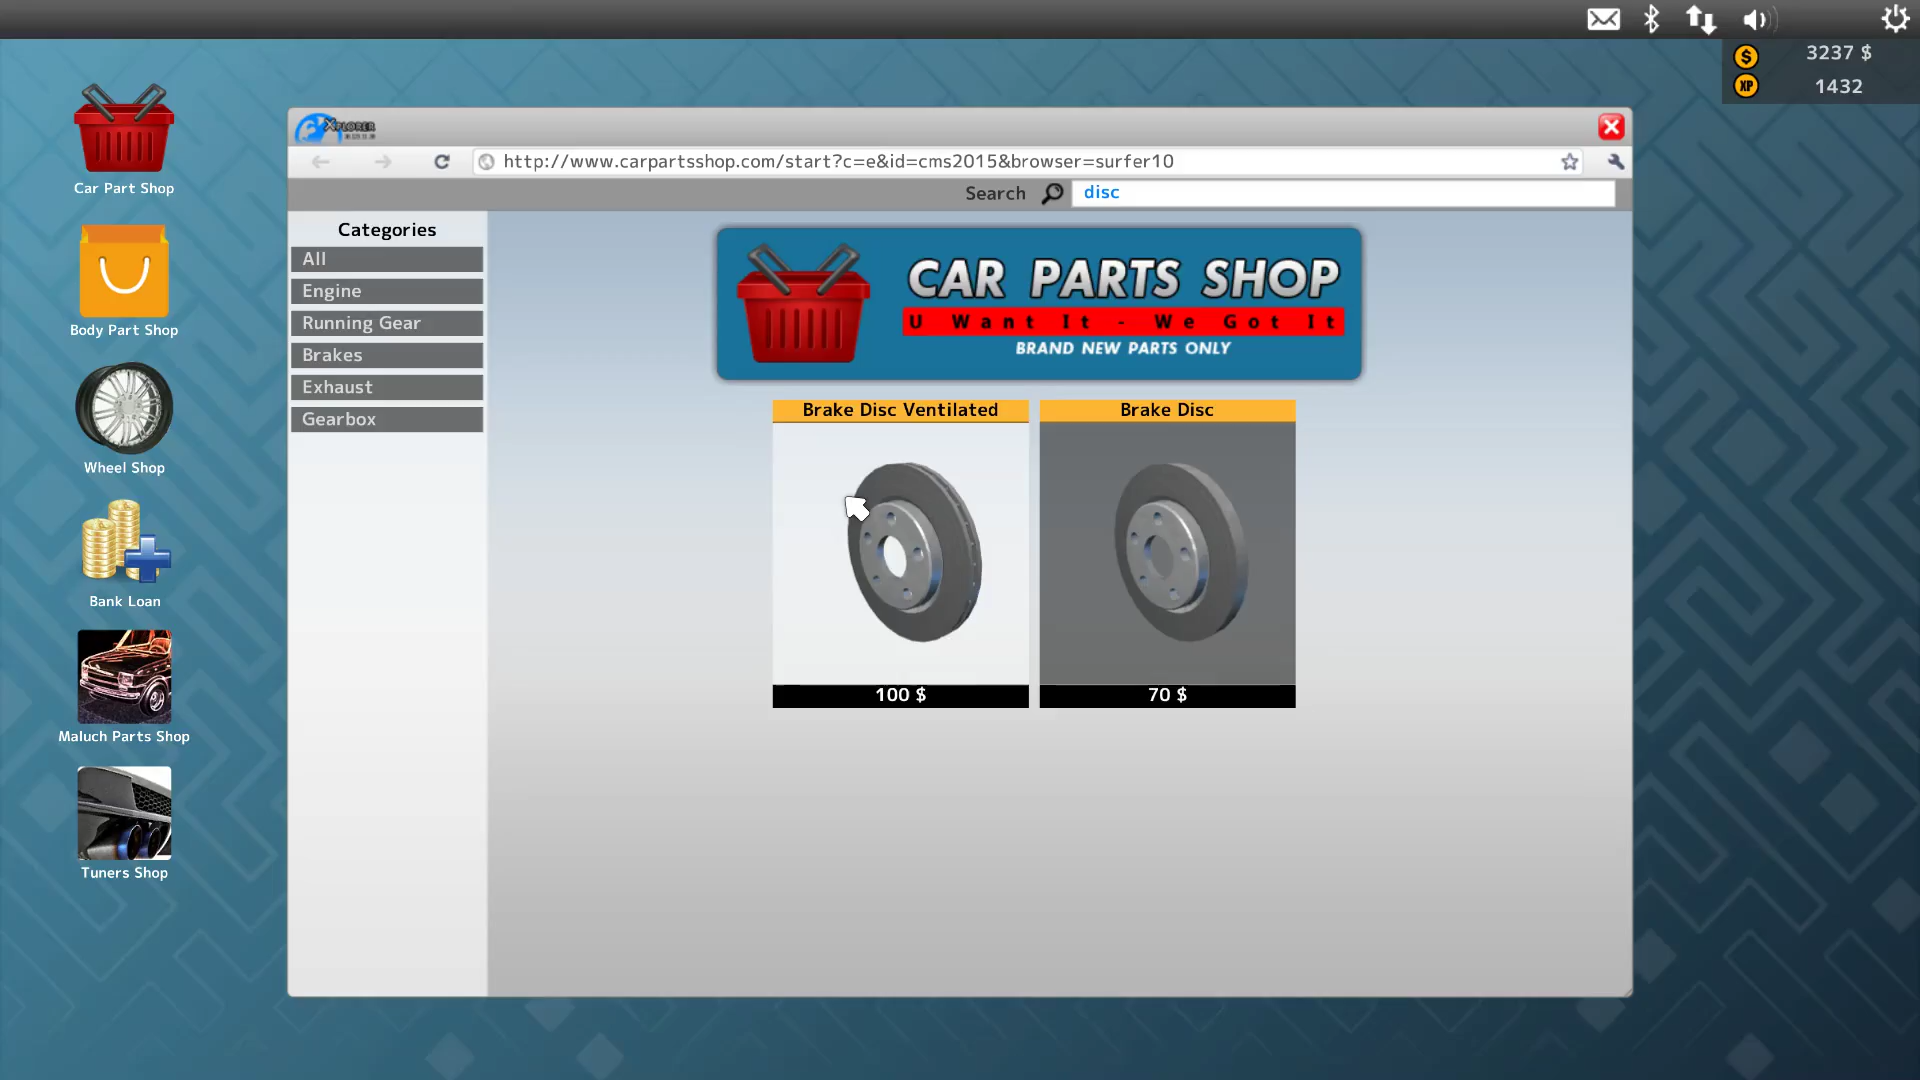 3237 $
XP 1432
Car Part Shop
Body Part Shop
Wheel Shop
Bank Loan
Maluch Parts Shop
Tuners Shop
XPLORER
http://www.carpartsshop.com/start?c=e&id=cms2015&browser=surfer10
Search disc
Categories
All
Engine
Running Gear
Brakes
Exhaust
Gearbox
CAR PARTS SHOP
U Want It - We Got It
BRAND NEW PARTS ONLY
Brake Disc Ventilated
100 $
Brake Disc
70 $